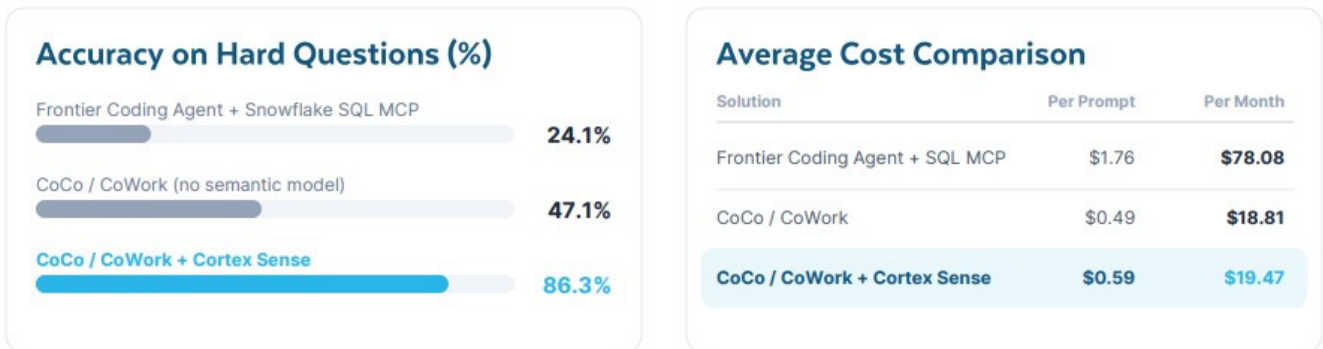 Accuracy on Hard Questions (%)
Frontier Coding Agent + Snowflake SQL MCP
24.1%
CoCo / CoWork (no semantic model)
47.1%
CoCo / CoWork + Cortex Sense
86.3%
Average Cost Comparison
Solution Per Prompt Per Month
Frontier Coding Agent + SQL MCP $1.76 $78.08
CoCo / CoWork $0.49 $18.81
CoCo / CoWork + Cortex Sense $0.59 $19.47